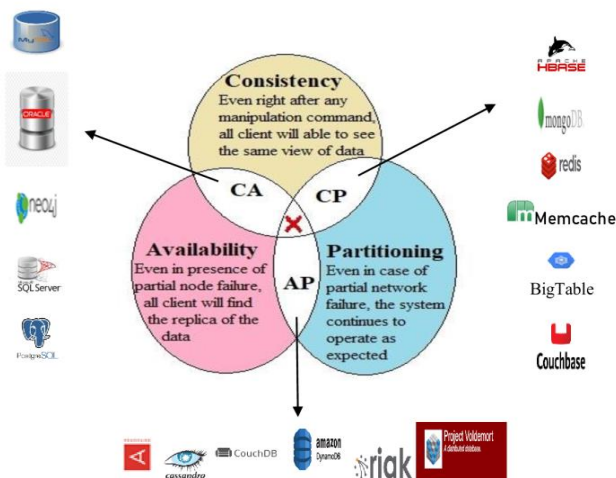 MySQL
ORACLE
neo4j
SQL Server
PostgreSQL
Consistency
Even right after any
manipulation command,
all client will able to see
the same view of data
CA
CP
AP
Availability
Even in presence of
partial node failure,
all client will find
the replica of the
data
Partitioning
Even in case of
partial network
failure, the system
continues to
operate as
expected
APACHE
HBASE
mongoDB
redis
Memcache
BigTable
Couchbase
cassandra
CouchDB
amazon
DynamoDB
riak
Project Voldemort
A distributed database.